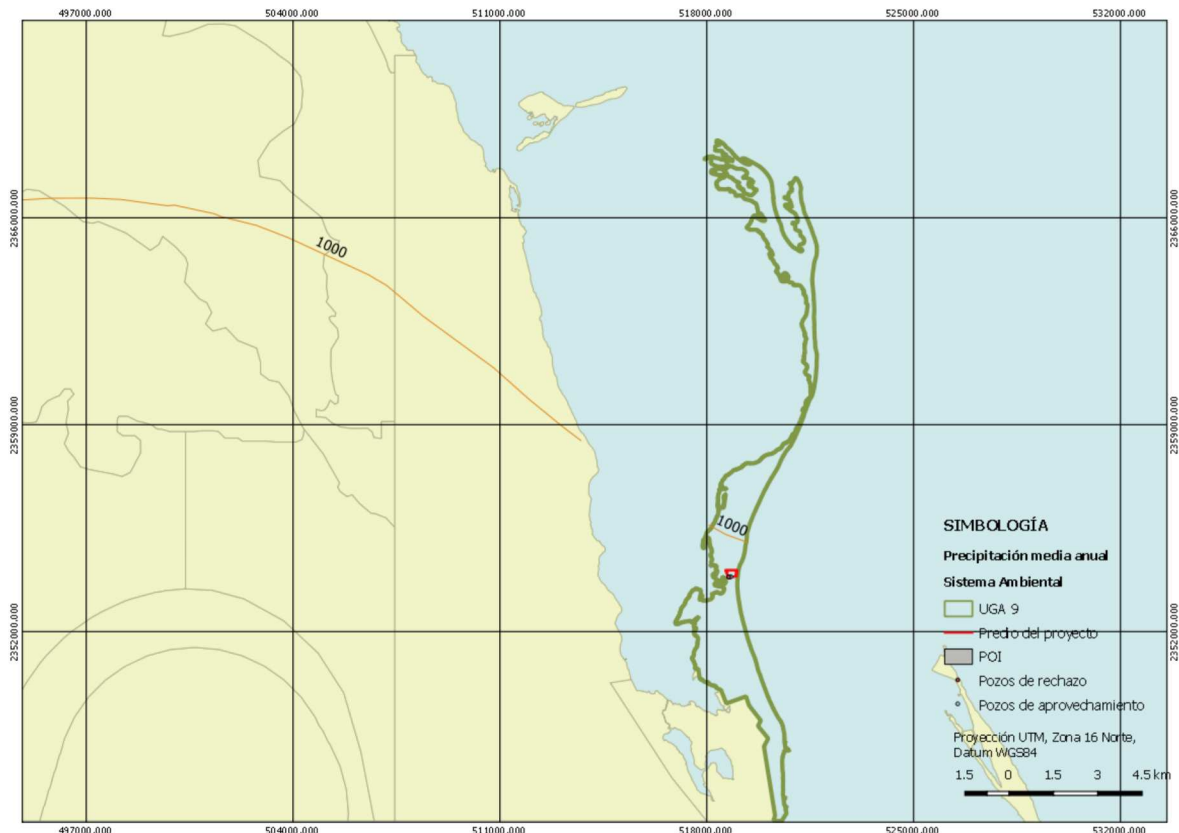 497000.000 504000.000 511000.000 518000.000 525000.000 532000.000
2366000.000 2366000.000
1000
2359000.000 2359000.000
1000
2352000.000 2352000.000
SIMBOLOGÍA
Precipitación media anual
Sistema Ambiental
UGA 9
Predio del proyecto
POI
Pozos de rechazo
Pozos de aprovechamiento
Proyección UTM, Zona 16 Norte,
Datum WGS84
1.5 0 1.5 3 4.5 km
497000.000 504000.000 511000.000 518000.000 525000.000 532000.000